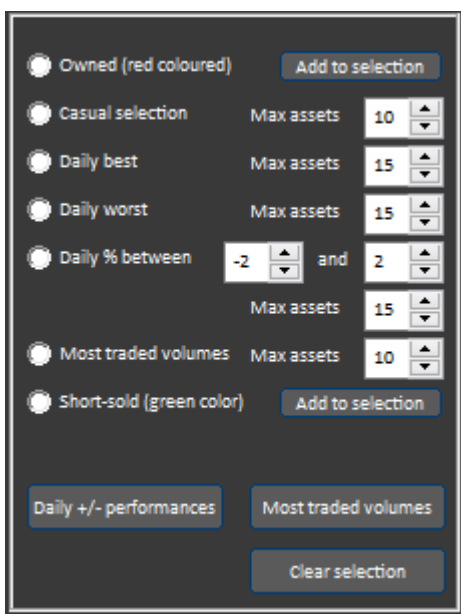 Owned (red coloured) Add to selection
Casual selection Max assets 10
Daily best Max assets 15
Daily worst Max assets 15
Daily % between -2 and 2
Max assets 15
Most traded volumes Max assets 10
Short-sold (green color) Add to selection
Daily +/- performances Most traded volumes
Clear selection